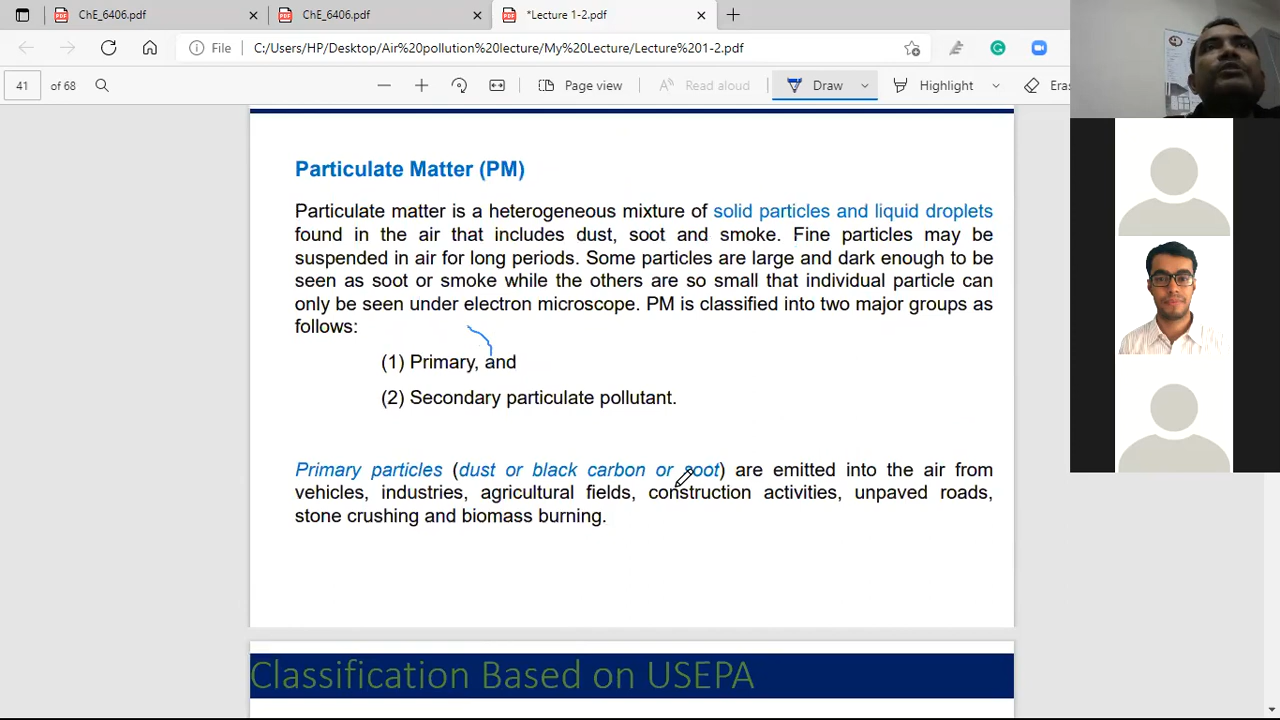 ChE_6406.pdf
ChE_6406.pdf
*Lecture 1-2.pdf
File
C:/Users/HP/Desktop/Air%20pollution%20lecture/My%20Lecture/Lecture%201-2.pdf
41 of 68
Page view
Read aloud
Draw
Highlight
Eras
Particulate Matter (PM)
Particulate matter is a heterogeneous mixture of solid particles and liquid droplets
found in the air that includes dust, soot and smoke. Fine particles may be
suspended in air for long periods. Some particles are large and dark enough to be
seen as soot or smoke while the others are so small that individual particle can
only be seen under electron microscope. PM is classified into two major groups as
follows:
(1) Primary, and
(2) Secondary particulate pollutant.
Primary particles (dust or black carbon or soot) are emitted into the air from
vehicles, industries, agricultural fields, construction activities, unpaved roads,
stone crushing and biomass burning.
Classification Based on USEPA